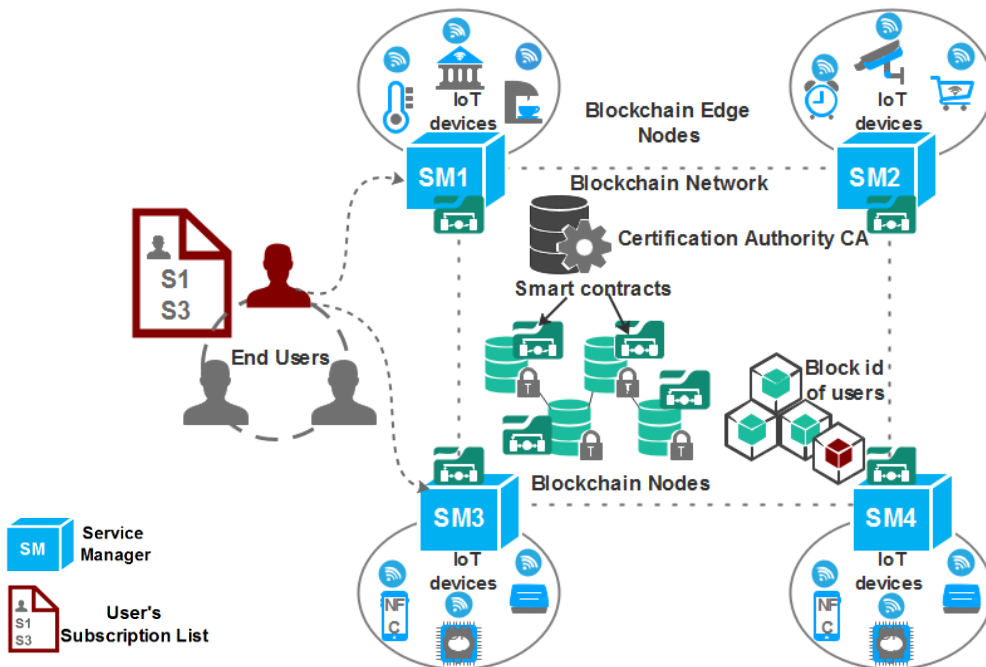 IoT
devices
IoT
devices
Blockchain Edge
Nodes
SM1
SM2
Blockchain Network
Certification Authority CA
S1
S3
Smart contracts
End Users
T
T
T
T
Block id
of users
Blockchain Nodes
SM3
SM4
IoT
devices
IoT
devices
NF
C
NF
C
SM
Service
Manager
S1
S3
User's
Subscription List